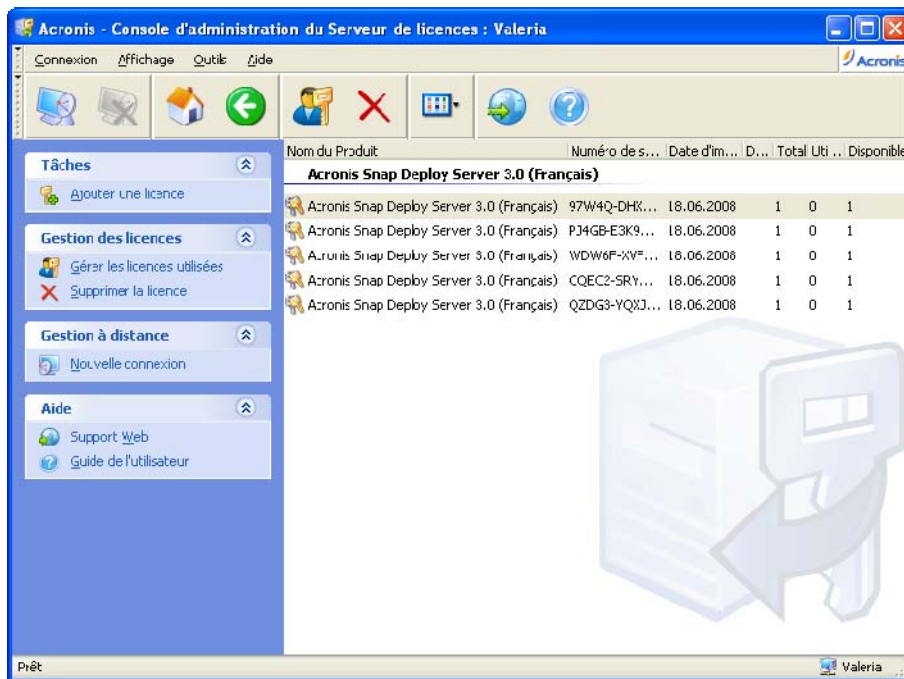 Acronis - Console d'administration du Serveur de licences : Valeria
Connexion Affichage Outils Aide
Acronis
Tâches
Ajouter une licence
Gestion des licences
Gérer les licences utilisées
Supprimer la licence
Gestion à distance
Nouvelle connexion
Aide
Support Web
Guide de l'utilisateur
Nom du Produit Numéro de s... Date d'im... D... Total Uti ... Disponible
Acronis Snap Deploy Server 3.0 (Français)
Acronis Snap Deploy Server 3.0 (Français) 97W4Q-DHX... 18.06.2008 1 0 1
Acronis Snap Deploy Server 3.0 (Français) PJ4GB-E3K9... 18.06.2008 1 0 1
Acronis Snap Deploy Server 3.0 (Français) 18.06.2008 1 0 1
Acronis Snap Deploy Server 3.0 (Français) CQEC2-SRY... 18.06.2008 1 0 1
Acronis Snap Deploy Server 3.0 (Français) QZDG3-YQXJ... 18.06.2008 1 0 1
Prêt Valeria